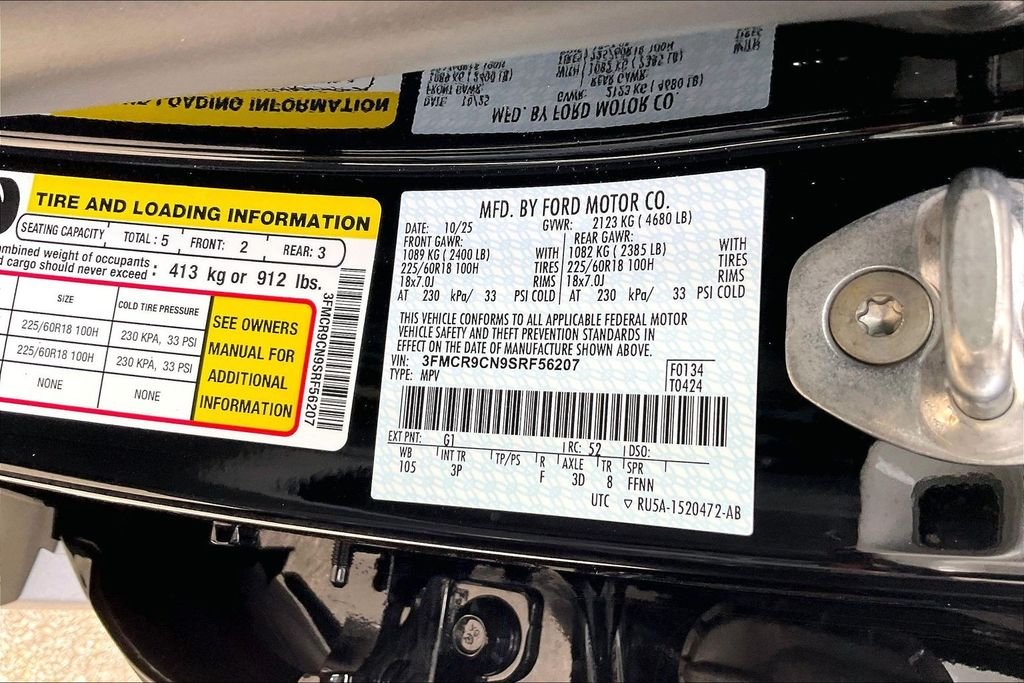 TIRE AND LOADING INFORMATION
SEATING CAPACITY TOTAL : 5 FRONT: 2 REAR: 3
ombined weight of occupants
d cargo should never exceed : 413 kg or 912 lbs.
SIZE COLD TIRE PRESSURE
225/60R18 100H 230 KPA, 33 PSI
225/60R18 100H 230 KPA, 33 PSI
NONE NONE
SEE OWNERS
MANUAL FOR
ADDITIONAL
INFORMATION
3FMCR9CN9SRF56207
MFD. BY FORD MOTOR CO.
DATE: 10/25 GVWR: 2123 KG ( 4680 LB)
FRONT GAWR: REAR GAWR:
1089 KG ( 2400 LB) WITH 1082 KG ( 2385 LB) WITH
225/60R18 100H TIRES 225/60R18 100H TIRES
18x7.0J RIMS 18x7.0J RIMS
AT 230 kPa/ 33 PSI COLD AT 230 kPa/ 33 PSI COLD
THIS VEHICLE CONFORMS TO ALL APPLICABLE FEDERAL MOTOR
VEHICLE SAFETY AND THEFT PREVENTION STANDARDS IN
EFFECT ON THE DATE OF MANUFACTURE SHOWN ABOVE.
VIN: 3FMCR9CN9SRF56207 F0134
TYPE: MPV T0424
EXT PNT: G1 RC: 52 DSO:
WB INT TR TP/PS R AXLE TR SPR
105 3P F 3D 8 FFNN
UTC ▽ RU5A-1520472-AB